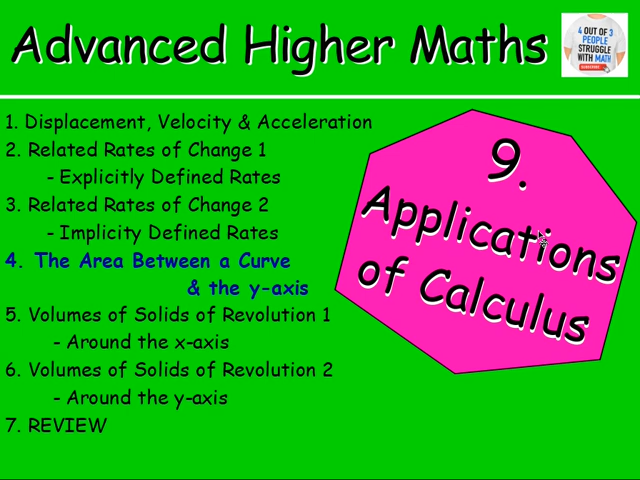 Advanced Higher Maths
4 OUT OF 3
PEOPLE
STRUGGLE
WITH MATH
1. Displacement, Velocity & Acceleration
2. Related Rates of Change 1
- Explicitly Defined Rates
3. Related Rates of Change 2
- Implicity Defined Rates
4. The Area Between a Curve
& the y-axis
5. Volumes of Solids of Revolution 1
- Around the x-axis
6. Volumes of Solids of Revolution 2
- Around the y-axis
7. REVIEW
9.
Applications
of Calculus